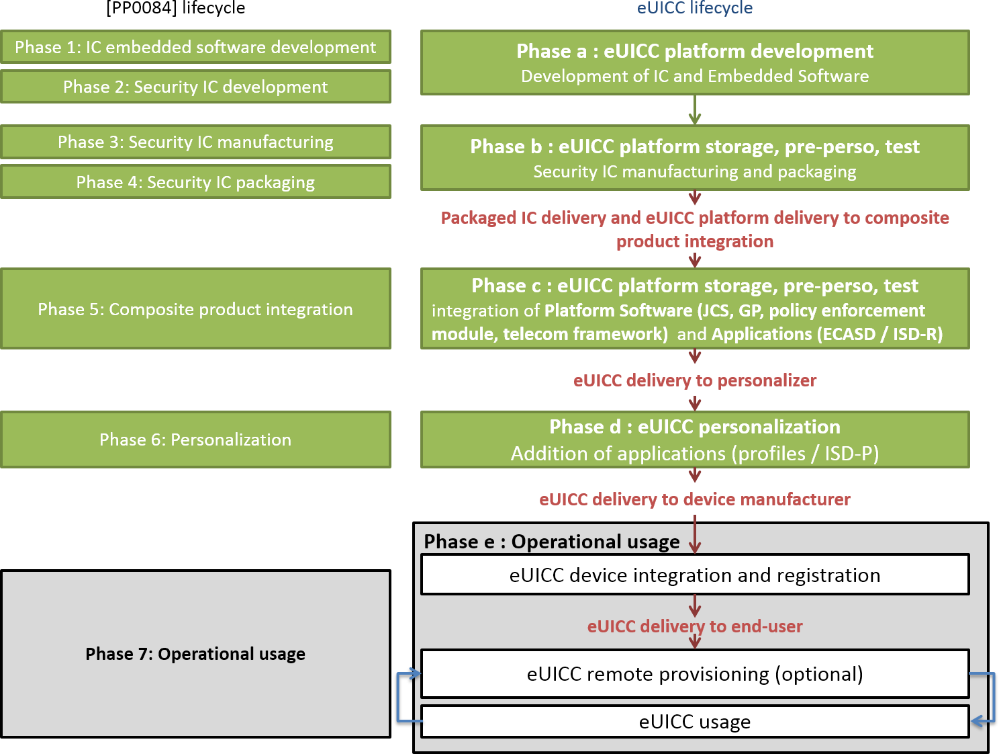 [PP0084] lifecycle
eUICC lifecycle
Phase 1: IC embedded software development
Phase 2: Security IC development
Phase a : eUICC platform development
Development of IC and Embedded Software
Phase 3: Security IC manufacturing
Phase 4: Security IC packaging
Phase b : eUICC platform storage, pre-perso, test
Security IC manufacturing and packaging
Packaged IC delivery and eUICC platform delivery to composite
product integration
Phase 5: Composite product integration
Phase c : eUICC platform storage, pre-perso, test
integration of Platform Software (JCS, GP, policy enforcement
module, telecom framework) and Applications (ECASD / ISD-R)
eUICC delivery to personalizer
Phase 6: Personalization
Phase d : eUICC personalization
Addition of applications (profiles / ISD-P)
eUICC delivery to device manufacturer
Phase 7: Operational usage
Phase e : Operational usage
eUICC device integration and registration
eUICC delivery to end-user
eUICC remote provisioning (optional)
eUICC usage